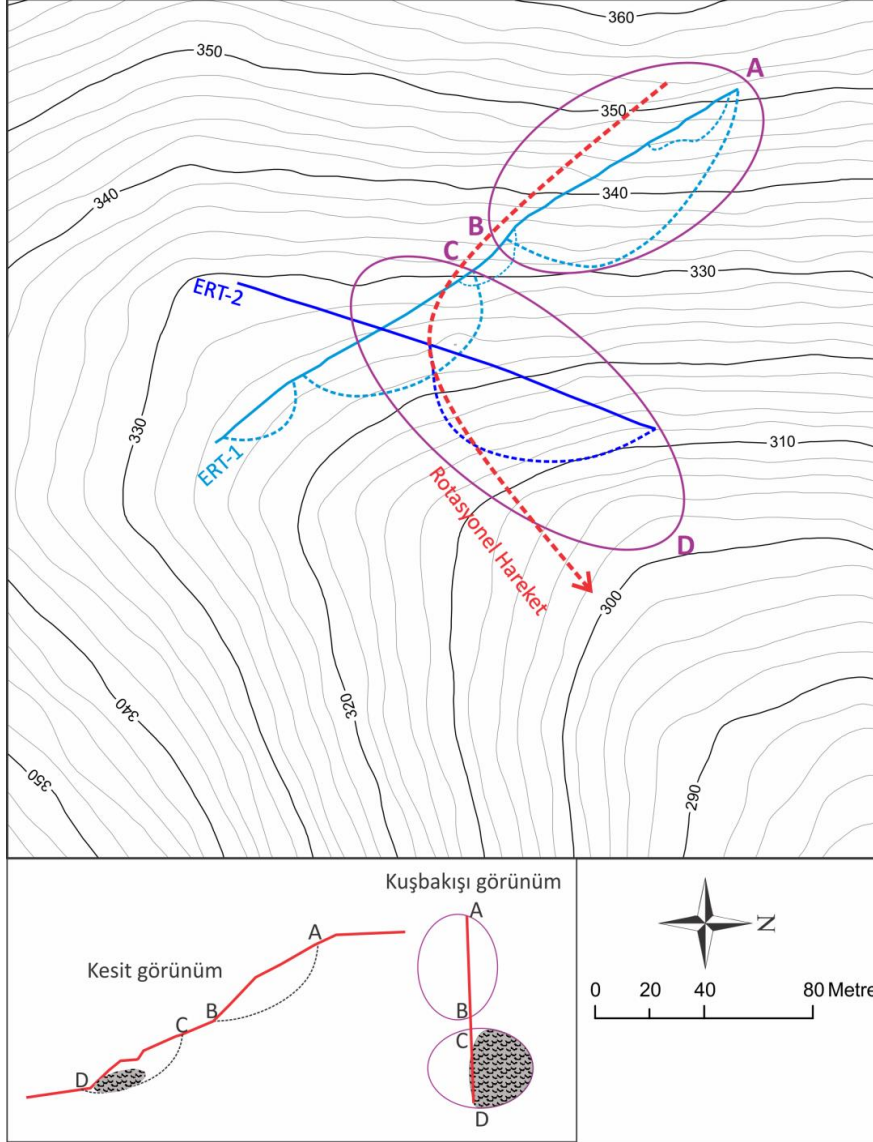 360
350
A
350
340
340
B
C
330
ERT-2
330
310
ERT-1
Rotasyonel Hareket
D
300
320
340
350
290
Kuşbakışı görünüm
A
A
Kesit görünüm
B
B
C
C
D
D
N
0 20 40 80 Metre